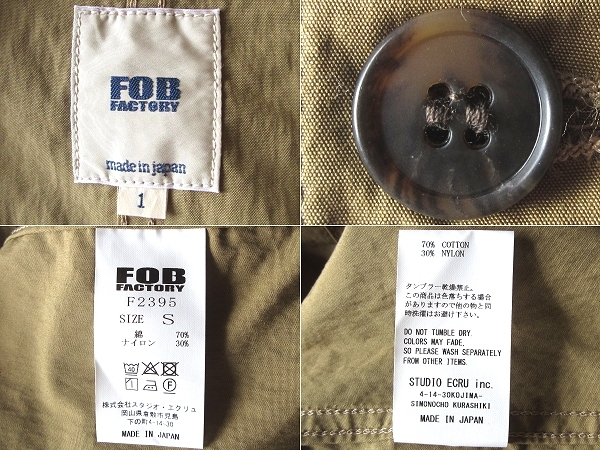 FOB
FACTORY
made in japan
1
FOB
FACTORY
F2395
SIZE S
綿 70%
ナイロン 30%
40
株式会社スタジオ・エクリュ
岡山県倉敷市児島
下の町4-14-30
MADE IN JAPAN
70% COTTON
30% NYLON
タンブラー乾燥禁止。
この商品は色落ちする場合
がありますので他の物と同
時洗濯はお避け下さい。
DO NOT TUMBLE DRY.
COLORS MAY FADE,
SO PLEASE WASH SEPARATELY
FROM OTHER ITEMS.
STUDIO ECRU inc.
4-14-30KOJIMA-
SIMONOCHO KURASHIKI
MADE IN JAPAN